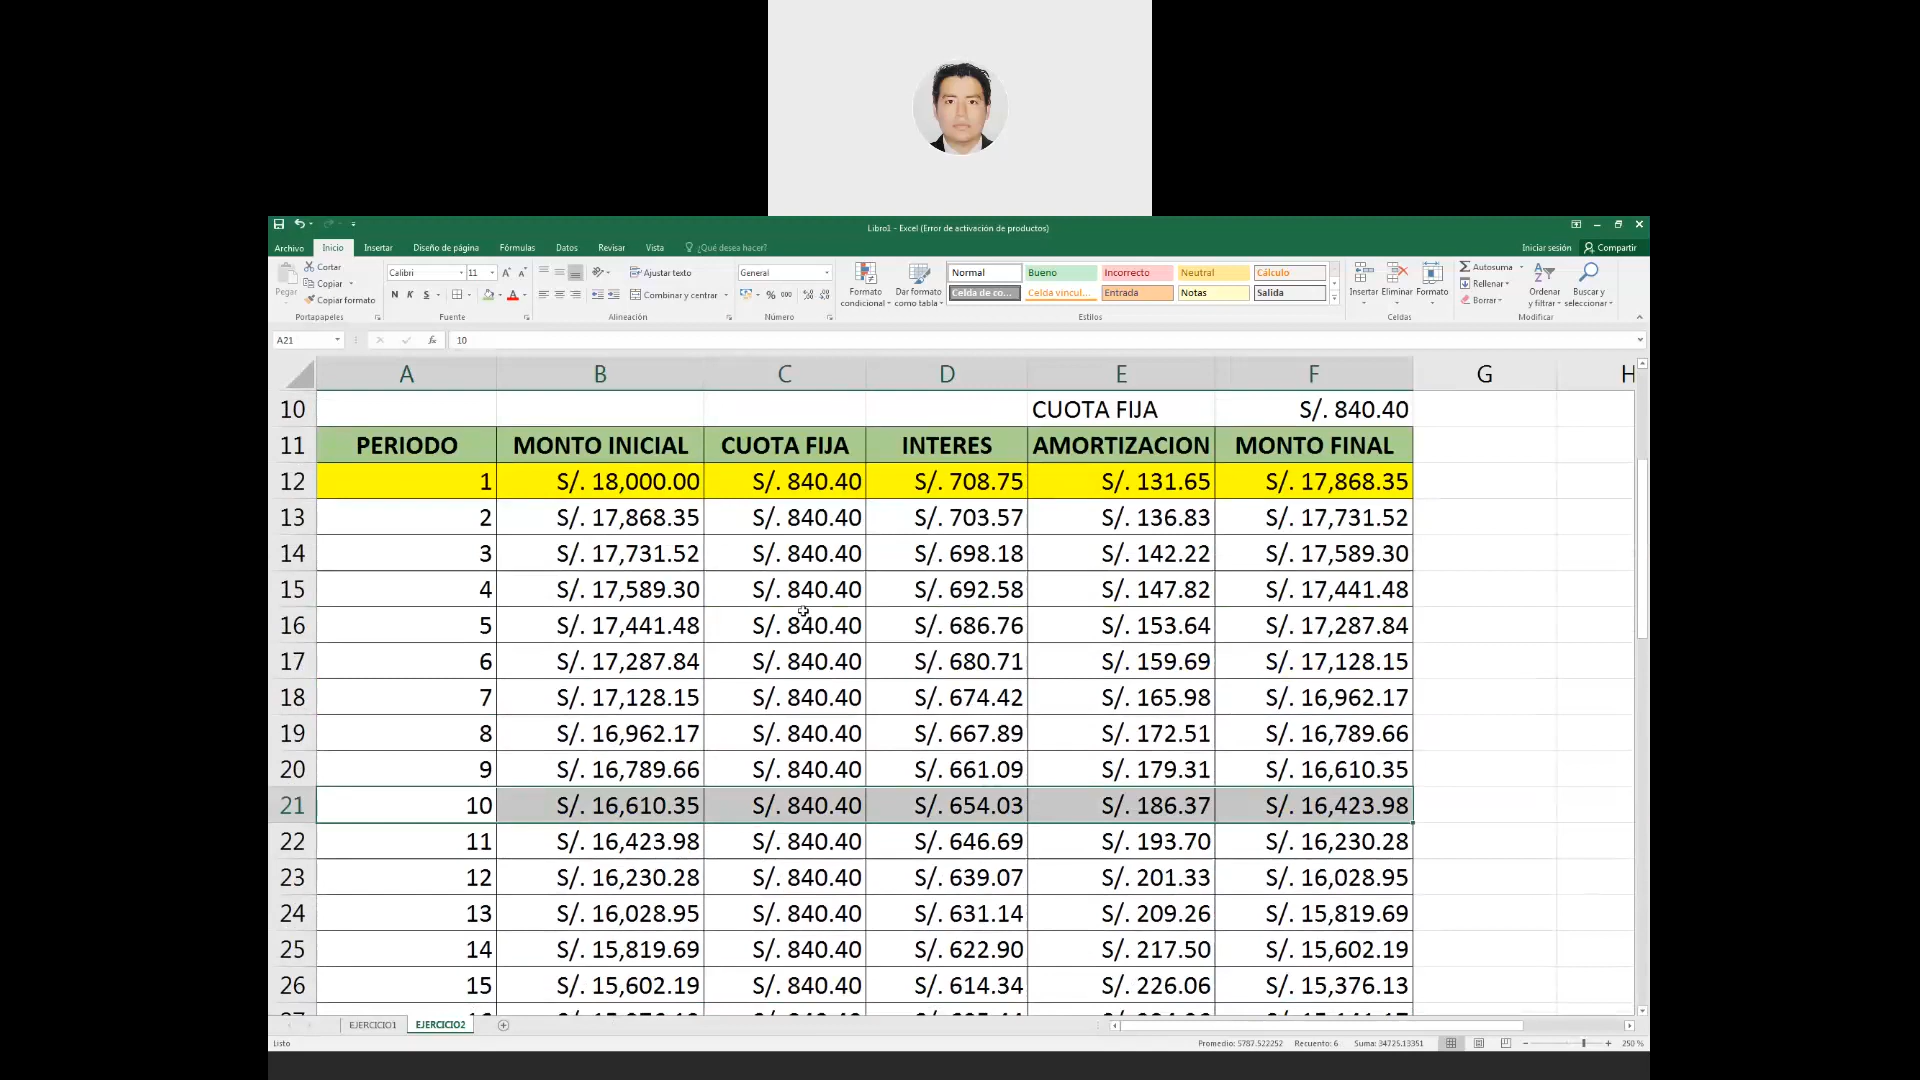 Libro1 - Excel (Error de activación de productos)
Archivo Inicio Insertar Diseño de página Fórmulas Datos Revisar Vista ¿Qué desea hacer? Iniciar sesión Compartir
Pegar Cortar Copiar Copiar formato Portapapeles
Calibri 11 N K S Fuente
Ajustar texto Combinar y centrar Alineación
General % 000 Número
Formato condicional Dar formato como tabla
Normal Bueno Incorrecto Neutral Cálculo
Celda de co... Celda vincul... Entrada Notas Salida
Estilos
Insertar Eliminar Formato Celdas
Autosuma Rellenar Borrar Ordenar y filtrar Buscar y seleccionar Modificar
A21 fx 10
A B C D E F G H
10 CUOTA FIJA S/. 840.40
11 PERIODO MONTO INICIAL CUOTA FIJA INTERES AMORTIZACION MONTO FINAL
12 1 S/. 18,000.00 S/. 840.40 S/. 708.75 S/. 131.65 S/. 17,868.35
13 2 S/. 17,868.35 S/. 840.40 S/. 703.57 S/. 136.83 S/. 17,731.52
14 3 S/. 17,731.52 S/. 840.40 S/. 698.18 S/. 142.22 S/. 17,589.30
15 4 S/. 17,589.30 S/. 840.40 S/. 692.58 S/. 147.82 S/. 17,441.48
16 5 S/. 17,441.48 S/. 840.40 S/. 686.76 S/. 153.64 S/. 17,287.84
17 6 S/. 17,287.84 S/. 840.40 S/. 680.71 S/. 159.69 S/. 17,128.15
18 7 S/. 17,128.15 S/. 840.40 S/. 674.42 S/. 165.98 S/. 16,962.17
19 8 S/. 16,962.17 S/. 840.40 S/. 667.89 S/. 172.51 S/. 16,789.66
20 9 S/. 16,789.66 S/. 840.40 S/. 661.09 S/. 179.31 S/. 16,610.35
21 10 S/. 16,610.35 S/. 840.40 S/. 654.03 S/. 186.37 S/. 16,423.98
22 11 S/. 16,423.98 S/. 840.40 S/. 646.69 S/. 193.70 S/. 16,230.28
23 12 S/. 16,230.28 S/. 840.40 S/. 639.07 S/. 201.33 S/. 16,028.95
24 13 S/. 16,028.95 S/. 840.40 S/. 631.14 S/. 209.26 S/. 15,819.69
25 14 S/. 15,819.69 S/. 840.40 S/. 622.90 S/. 217.50 S/. 15,602.19
26 15 S/. 15,602.19 S/. 840.40 S/. 614.34 S/. 226.06 S/. 15,376.13
EJERCICIO1 EJERCICIO2
Listo Promedio: 5787.522252 Recuento: 6 Suma: 34725.13351 250 %